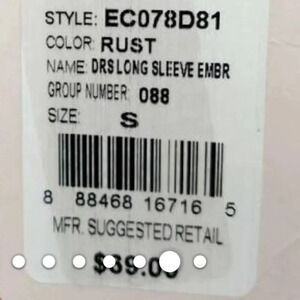 STYLE: EC078D81
COLOR: RUST
NAME: DRS LONG SLEEVE EMBR
GROUP NUMBER: 088
SIZE: S
8 88468 16716 5
MFR. SUGGESTED RETAIL